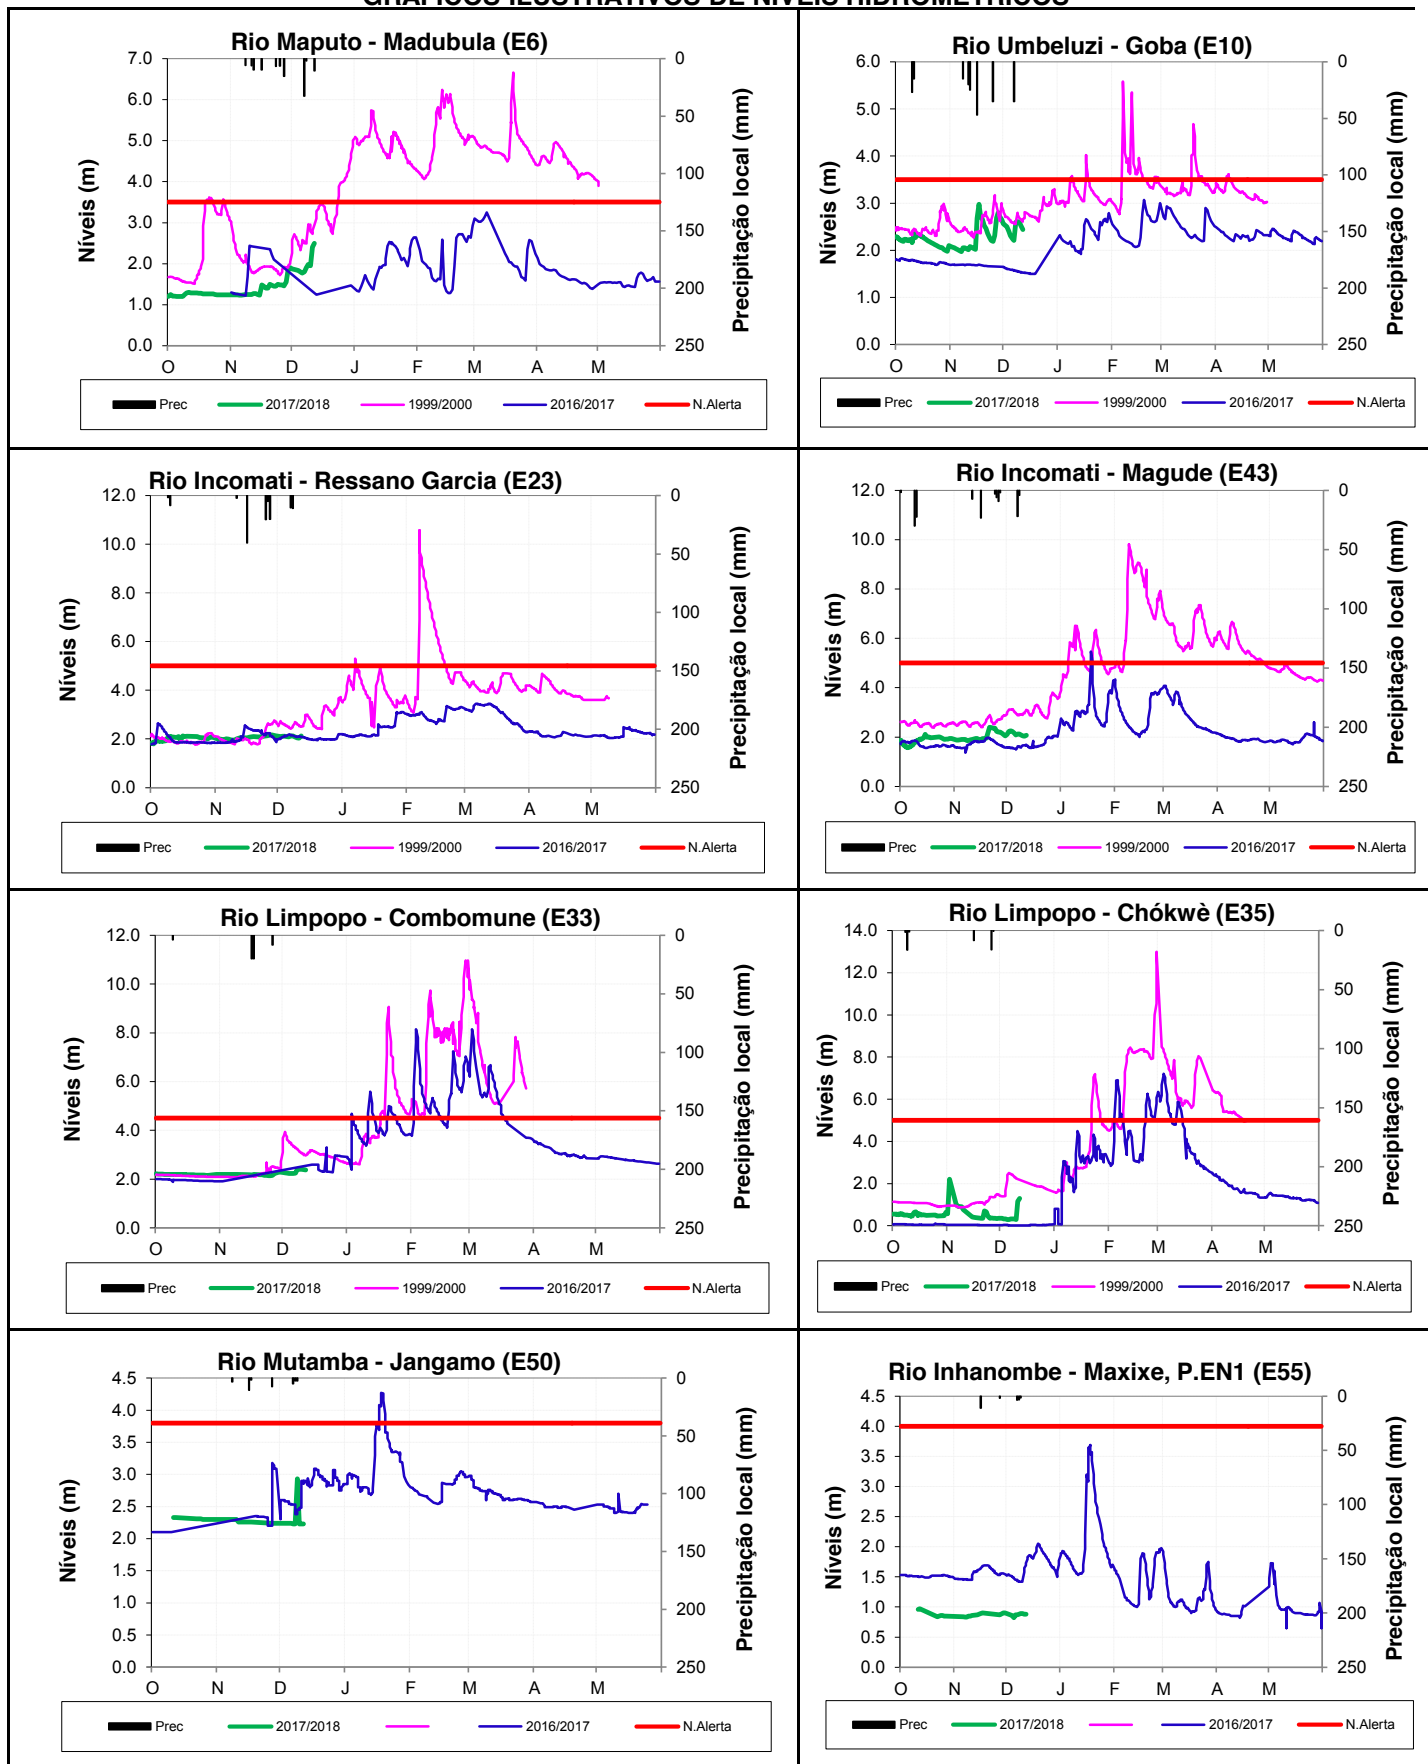 GRÁFICOS ILUSTRATIVOS DE NÍVEIS HIDROMÉTRICOS
Rio Maputo - Madubula (E6)
Níveis (m)
7.0
6.0
5.0
4.0
3.0
2.0
1.0
0.0
0
50
100
150
200
250
Precipitação local (mm)
O N D J F M A M
Prec 2017/2018 1999/2000 2016/2017 N.Alerta
Rio Umbeluzi - Goba (E10)
Níveis (m)
6.0
5.0
4.0
3.0
2.0
1.0
0.0
0
50
100
150
200
250
Precipitação local (mm)
O N D J F M A M
Prec 2017/2018 1999/2000 2016/2017 N.Alerta
Rio Incomati - Ressano Garcia (E23)
Níveis (m)
12.0
10.0
8.0
6.0
4.0
2.0
0.0
0
50
100
150
200
250
Precipitação local (mm)
O N D J F M A M
Prec 2017/2018 1999/2000 2016/2017 N.Alerta
Rio Incomati - Magude (E43)
Níveis (m)
12.0
10.0
8.0
6.0
4.0
2.0
0.0
0
50
100
150
200
250
Precipitação local (mm)
O N D J F M A M
Prec 2017/2018 1999/2000 2016/2017 N.Alerta
Rio Limpopo - Combomune (E33)
Níveis (m)
12.0
10.0
8.0
6.0
4.0
2.0
0.0
0
50
100
150
200
250
Precipitação local (mm)
O N D J F M A M
Prec 2017/2018 1999/2000 2016/2017 N.Alerta
Rio Limpopo - Chókwè (E35)
Níveis (m)
14.0
12.0
10.0
8.0
6.0
4.0
2.0
0.0
0
50
100
150
200
250
Precipitação local (mm)
O N D J F M A M
Prec 2017/2018 1999/2000 2016/2017 N.Alerta
Rio Mutamba - Jangamo (E50)
Níveis (m)
4.5
4.0
3.5
3.0
2.5
2.0
1.5
1.0
0.5
0.0
0
50
100
150
200
250
Precipitação local (mm)
O N D J F M A M
Prec 2017/2018 2016/2017 N.Alerta
Rio Inhanombe - Maxixe, P.EN1 (E55)
Níveis (m)
4.5
4.0
3.5
3.0
2.5
2.0
1.5
1.0
0.5
0.0
0
50
100
150
200
250
Precipitação local (mm)
O N D J F M A M
Prec 2017/2018 2016/2017 N.Alerta